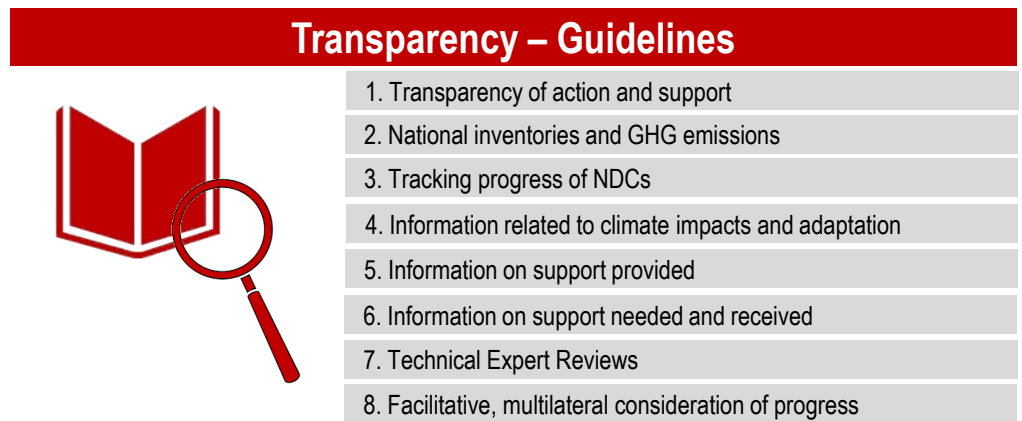 Transparency – Guidelines
1. Transparency of action and support
2. National inventories and GHG emissions
3. Tracking progress of NDCs
4. Information related to climate impacts and adaptation
5. Information on support provided
6. Information on support needed and received
7. Technical Expert Reviews
8. Facilitative, multilateral consideration of progress